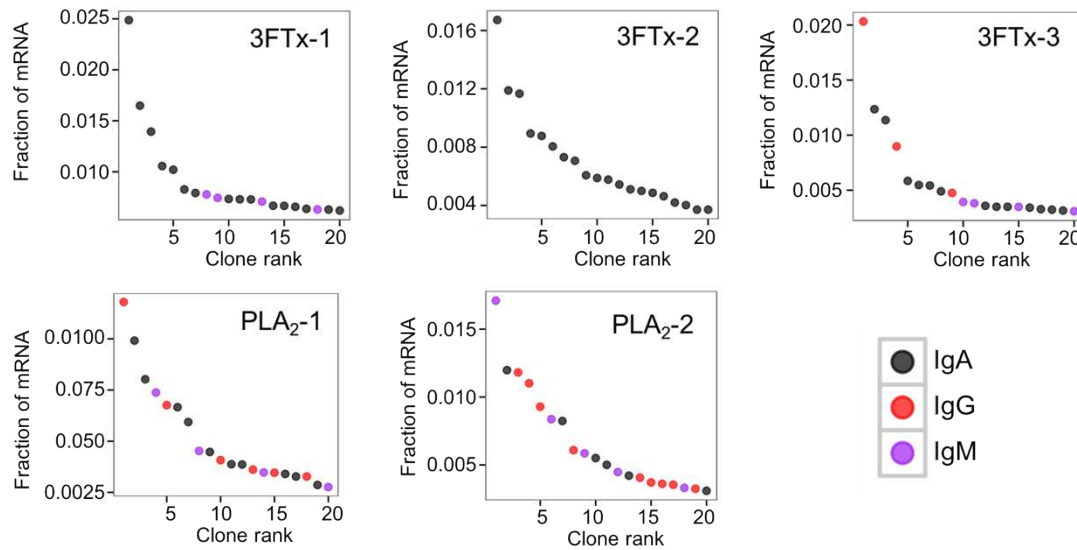 3FTx-1
Fraction of mRNA
0.025
0.020
0.015
0.010
5
10
15
20
Clone rank
3FTx-2
Fraction of mRNA
0.016
0.012
0.008
0.004
5
10
15
20
Clone rank
3FTx-3
Fraction of mRNA
0.020
0.015
0.010
0.005
5
10
15
20
Clone rank
PLA₂-1
Fraction of mRNA
0.0100
0.075
0.050
0.0025
5
10
15
20
Clone rank
PLA₂-2
Fraction of mRNA
0.015
0.010
0.005
5
10
15
20
Clone rank
IgA
IgG
IgM